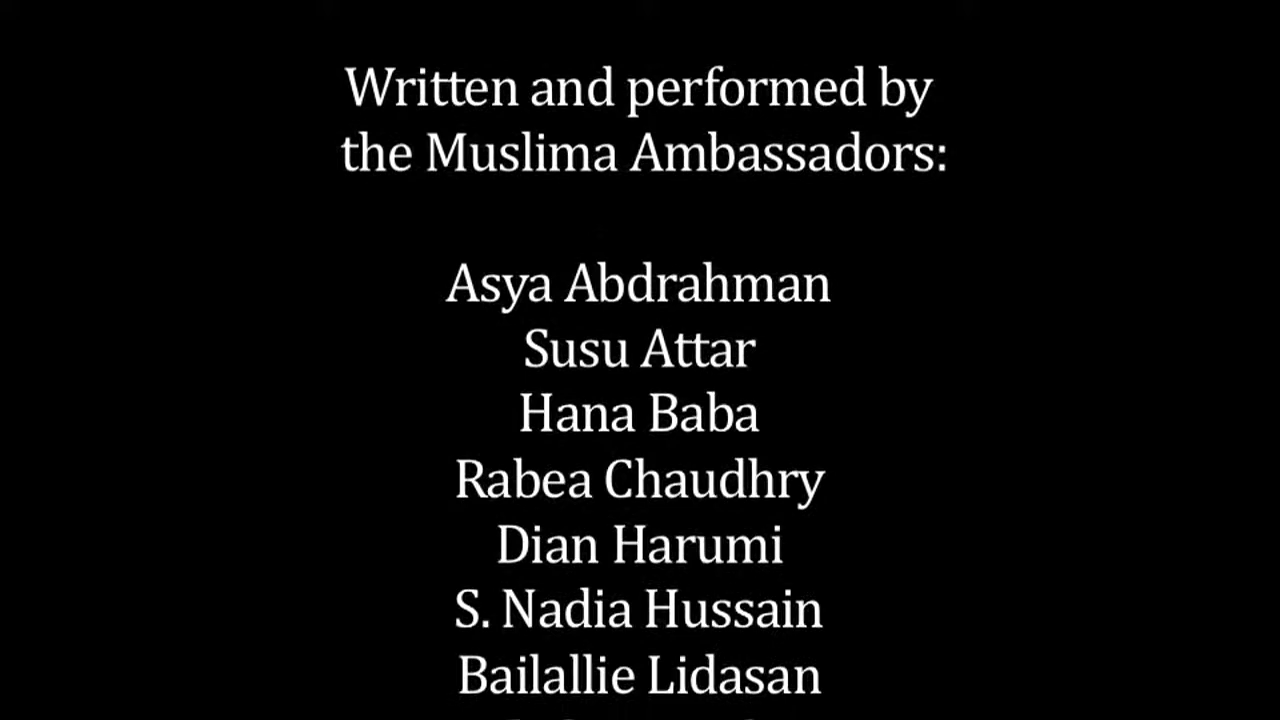 Written and performed by
the Muslima Ambassadors:
Asya Abdrahman
Susu Attar
Hana Baba
Rabea Chaudhry
Dian Harumi
S. Nadia Hussain
Bailallie Lidasan